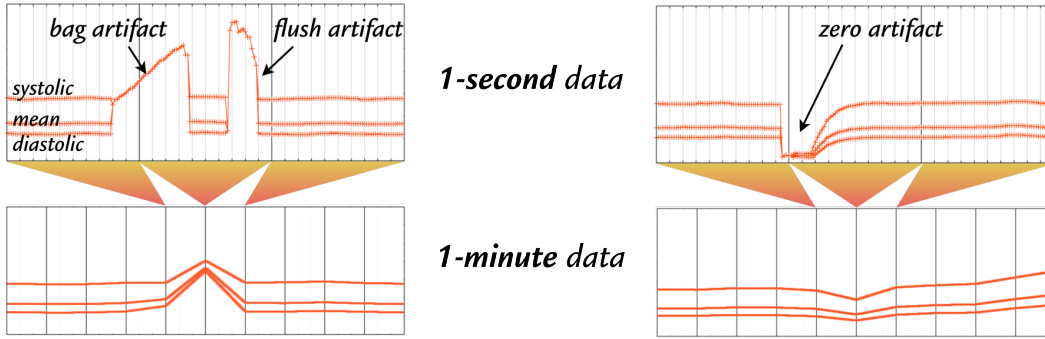 bag artifact
flush artifact
systolic
mean
diastolic
1-second data
zero artifact
1-minute data